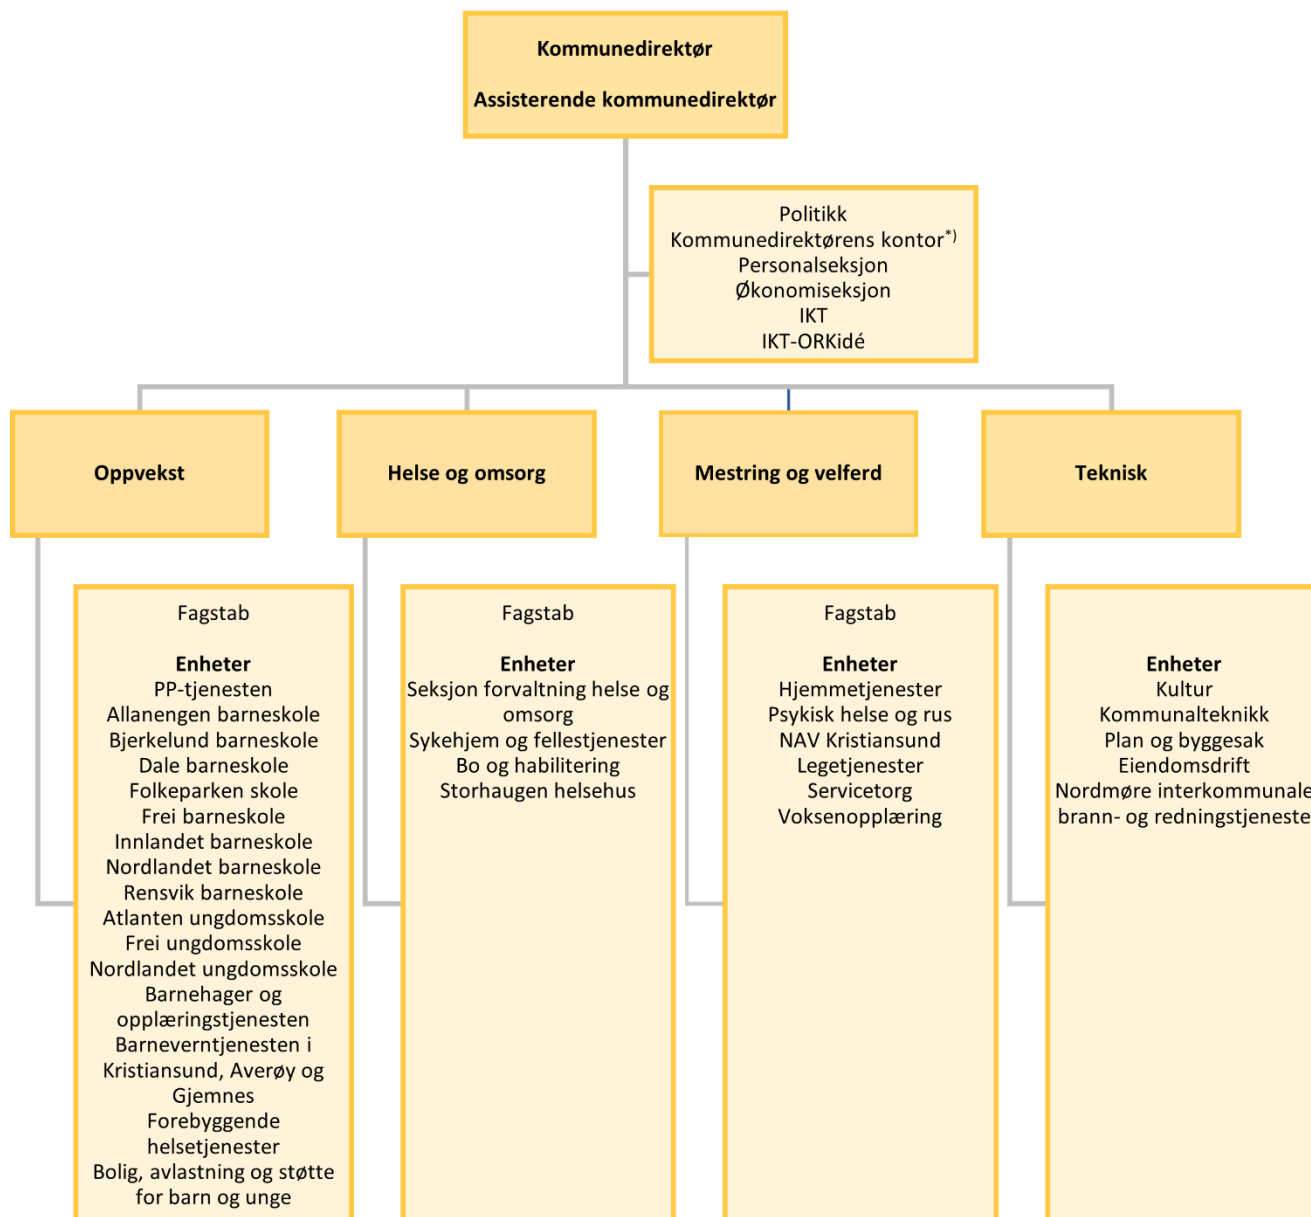 Kommunedirektør
Assisterende kommunedirektør
Politikk
Kommunedirektørens kontor*)
Personalseksjon
Økonomiseksjon
IKT
IKT-ORKidé
Oppvekst
Helse og omsorg
Mestring og velferd
Teknisk
Fagstab
Enheter
PP-tjenesten
Allanengen barneskole
Bjerkelund barneskole
Dale barneskole
Folkeparken skole
Frei barneskole
Innlandet barneskole
Nordlandet barneskole
Rensvik barneskole
Atlanten ungdomsskole
Frei ungdomsskole
Nordlandet ungdomsskole
Barnehager og
opplæringstjenesten
Barneverntjenesten i
Kristiansund, Averøy og
Gjemnes
Forebyggende
helsetjenester
Bolig, avlastning og støtte
for barn og unge
Fagstab
Enheter
Seksjon forvaltning helse og
omsorg
Sykehjem og fellestjenester
Bo og habilitering
Storhaugen helsehus
Fagstab
Enheter
Hjemmetjenester
Psykisk helse og rus
NAV Kristiansund
Legetjenester
Servicetorg
Voksenopplæring
Enheter
Kultur
Kommunalteknikk
Plan og byggesak
Eiendomsdrift
Nordmøre interkommunale
brann- og redningstjeneste